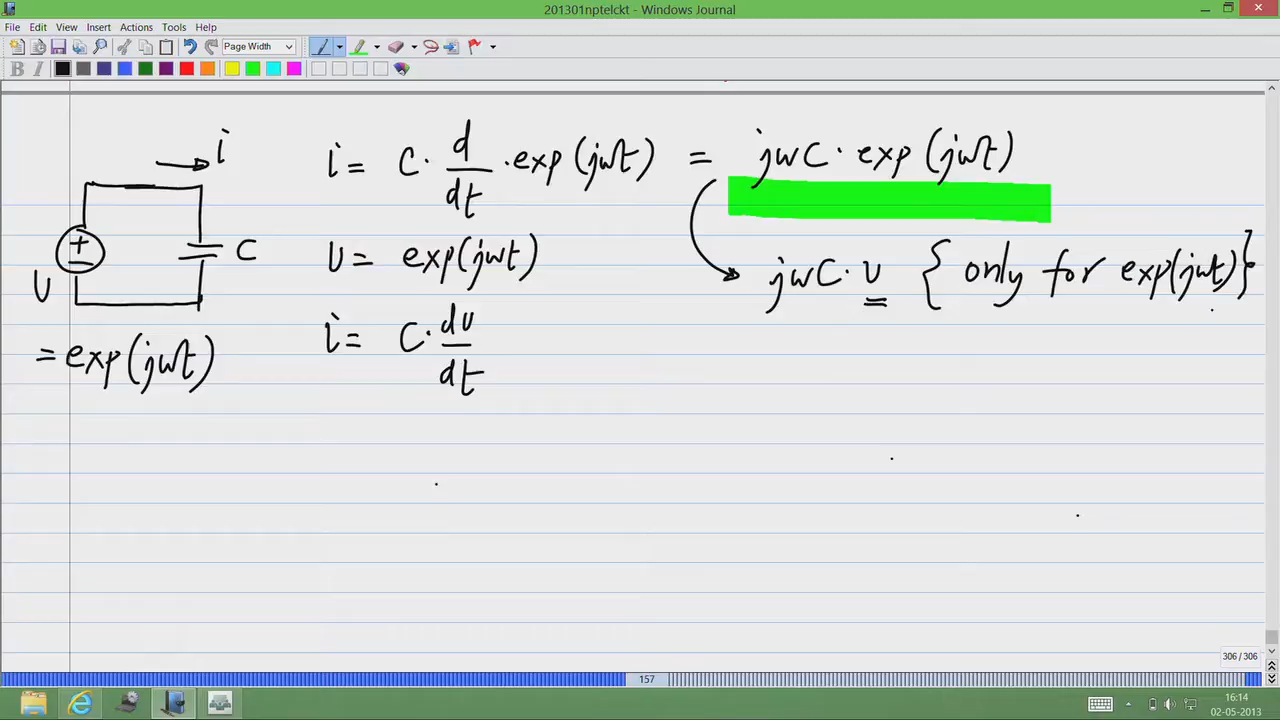 201301nptelckt - Windows Journal
File Edit View Insert Actions Tools Help
Page Width
B I
i
i = C · d/dt · exp(jωt) = jωC · exp(jωt)
+
−
C
V
V = exp(jωt)
jωC · V { only for exp(jωt)}
= exp(jωt)
i = C · dV/dt
306 / 306
157
16:14
02-05-2013